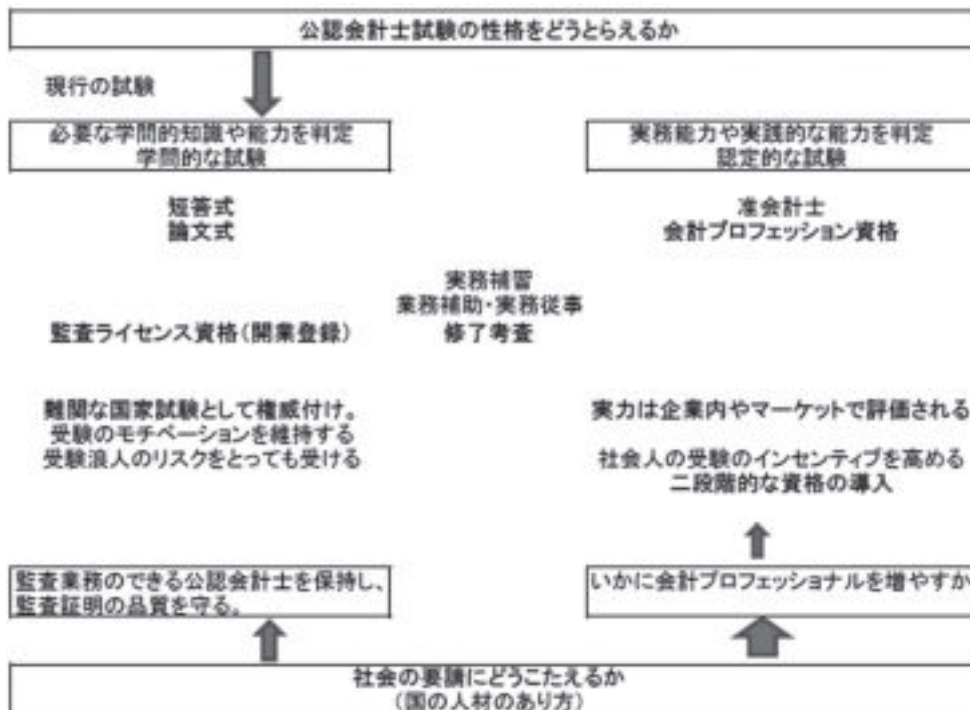 公認会計士試験の性格をどうとらえるか
現行の試験
必要な学問的知識や能力を判定
学問的な試験
実務能力や実践的な能力を判定
認定的な試験
短答式
論文式
准会計士
会計プロフェッション資格
実務補習
業務補助・実務従事
修了考査
監査ライセンス資格(開業登録)
難関な国家試験として権威付け。
受験のモチベーションを維持する
受験浪人のリスクをとっても受ける
実力は企業内やマーケットで評価される
社会人の受験のインセンティブを高める
二段階的な資格の導入
監査業務のできる公認会計士を保持し、
監査証明の品質を守る。
いかに会計プロフェッショナルを増やすか
社会の要請にどうこたえるか
(国の人材のあり方)